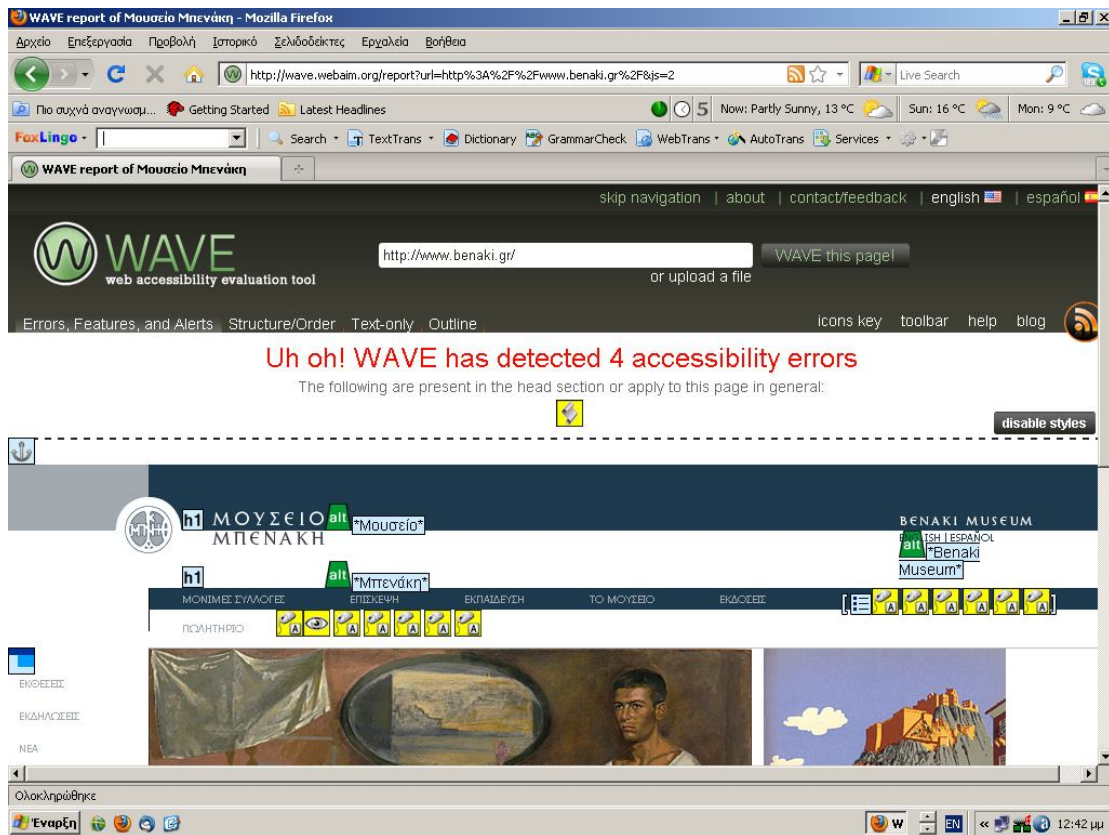 WAVE report of Μουσείο Μπενάκη - Mozilla Firefox
Αρχείο Επεξεργασία Προβολή Ιστορικό Σελιδοδείκτες Εργαλεία Βοήθεια
http://wave.webaim.org/report?url=http%3A%2F%2Fwww.benaki.gr%2F&js=2 Live Search
Πιο συχνά αναγνωσμ... Getting Started Latest Headlines 5 Now: Partly Sunny, 13 °C Sun: 16 °C Mon: 9 °C
FoxLingo Search TextTrans Dictionary GrammarCheck WebTrans AutoTrans Services
WAVE report of Μουσείο Μπενάκη
skip navigation | about | contact/feedback | english | español
WAVE http://www.benaki.gr/ WAVE this page!
web accessibility evaluation tool or upload a file
Errors, Features, and Alerts Structure/Order Text-only Outline icons key toolbar help blog
Uh oh! WAVE has detected 4 accessibility errors
The following are present in the head section or apply to this page in general:
disable styles
h1 ΜΟΥΣΕΙΟ alt *Μουσείο* BENAKI MUSEUM
ΜΠΕΝΑΚΗ ESPAÑOL
alt *Benaki
Museum*
h1 alt *Μπενάκη*
ΜΟΝΙΜΕΣ ΣΥΛΛΟΓΕΣ ΕΠΙΣΚΕΨΗ ΕΚΠΑΙΔΕΥΣΗ ΤΟ ΜΟΥΣΕΙΟ ΕΚΔΟΣΕΙΣ [ A A A A A A ]
ΠΩΛΗΤΗΡΙΟ A A A A A A
ΕΚΘΕΣΕΙΣ
ΕΚΔΗΛΩΣΕΙΣ
ΝΕΑ
Ολοκληρώθηκε
Έναρξη W EN « 12:42 μμ